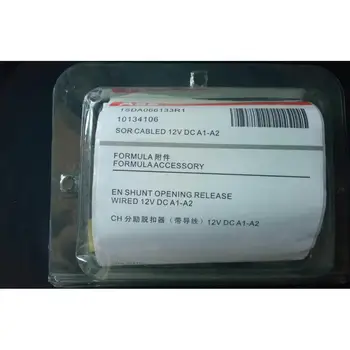 1SDA066133R1
10134106
SOR CABLED 12V DC A1-A2
FORMULA 附件
FORMULA ACCESSORY
EN SHUNT OPENING RELEASE
WIRED 12V DC A1-A2
CH 分励脱扣器（带导线）12V DC A1-A2